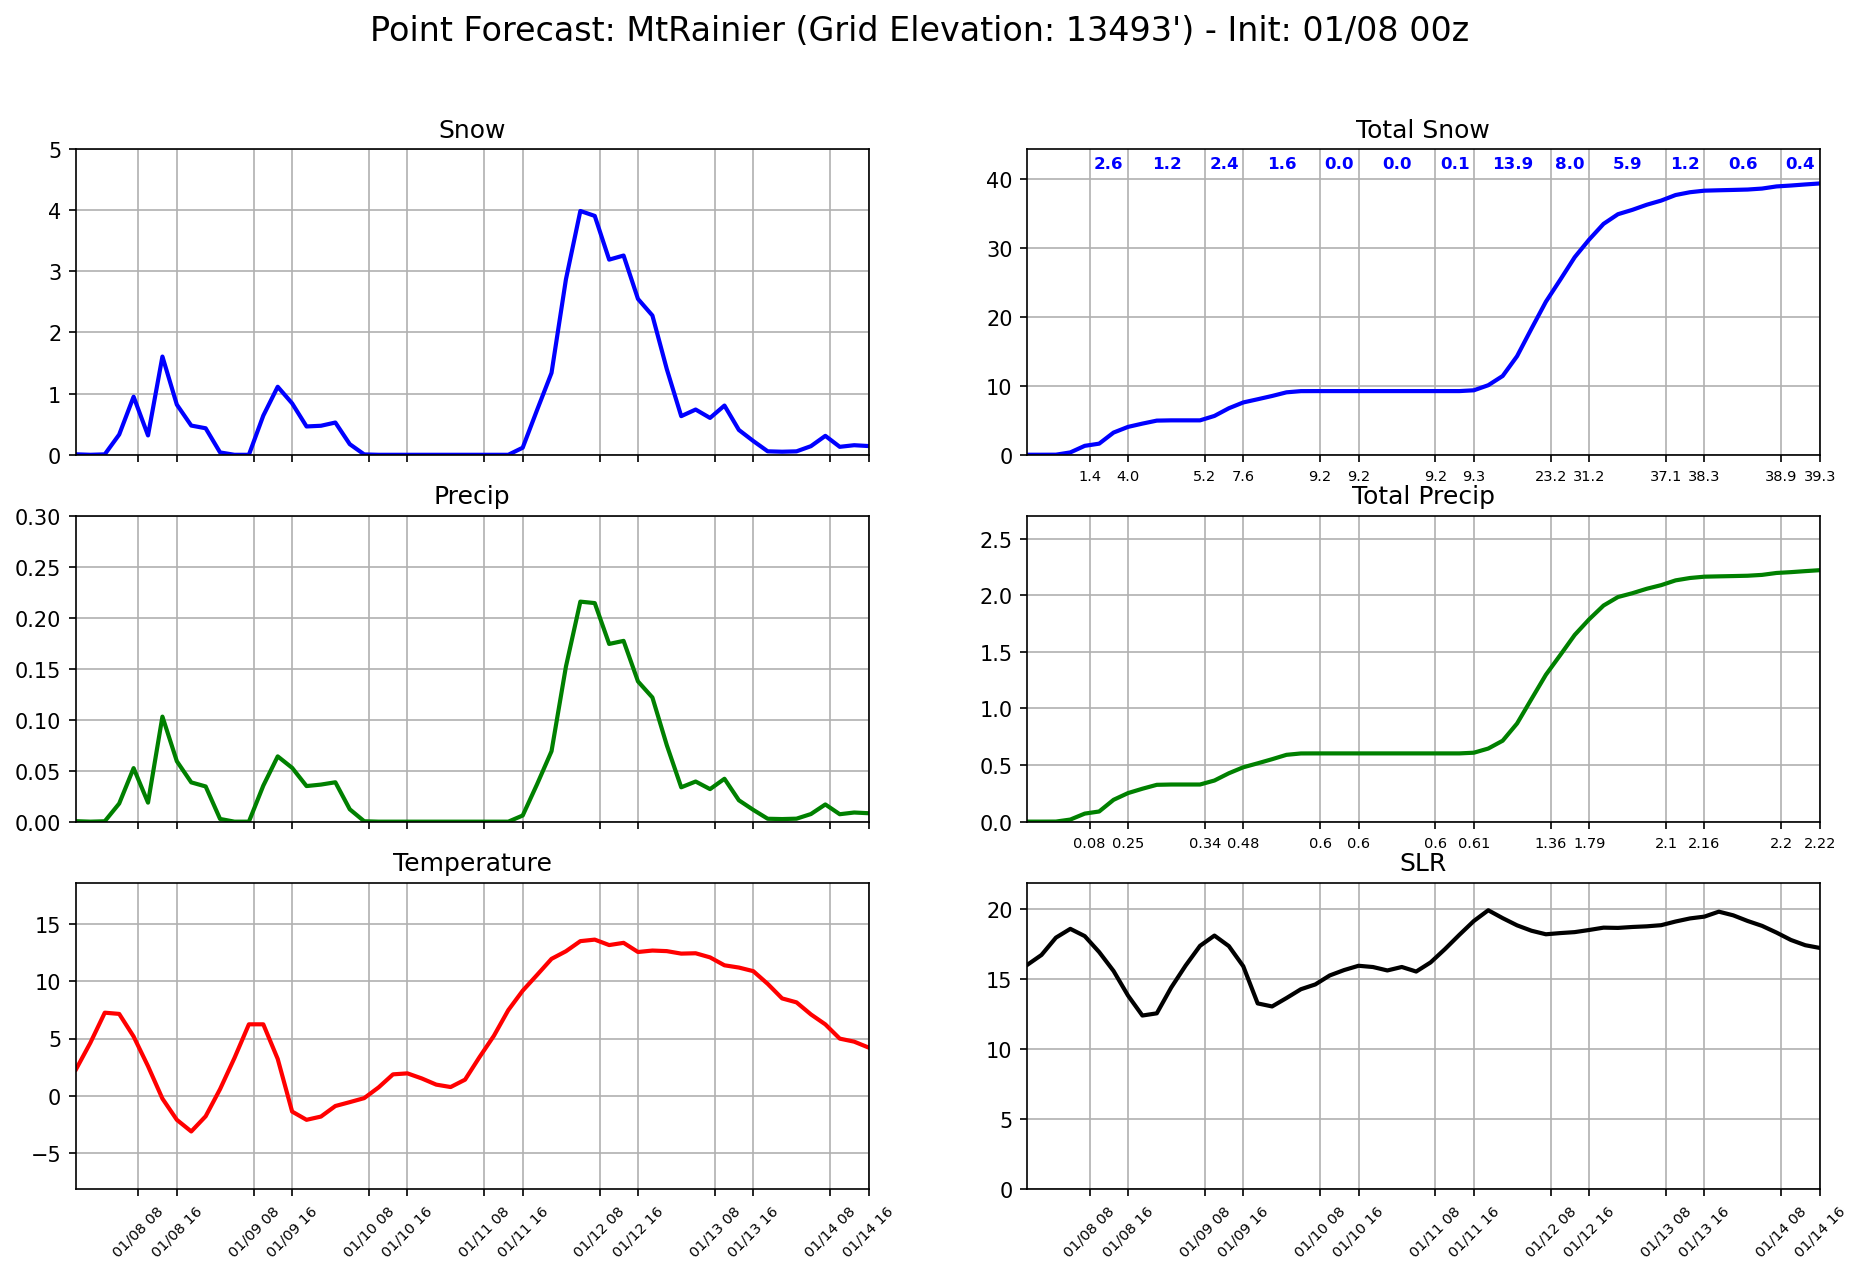 Point Forecast: MtRainier (Grid Elevation: 13493') - Init: 01/08 00z
Snow
5
4
3
2
1
0
Total Snow
2.6 1.2 2.4 1.6 0.0 0.0 0.1 13.9 8.0 5.9 1.2 0.6 0.4
40
30
20
10
0
1.4 4.0 5.2 7.6 9.2 9.2 9.2 9.3 23.2 31.2 37.1 38.3 38.9 39.3
Precip
0.30
0.25
0.20
0.15
0.10
0.05
0.00
Total Precip
2.5
2.0
1.5
1.0
0.5
0.0
0.08 0.25 0.34 0.48 0.6 0.6 0.6 0.61 1.36 1.79 2.1 2.16 2.2 2.22
Temperature
15
10
5
0
−5
01/08 08 01/08 16 01/09 08 01/09 16 01/10 08 01/10 16 01/11 08 01/11 16 01/12 08 01/12 16 01/13 08 01/13 16 01/14 08 01/14 16
SLR
20
15
10
5
0
01/08 08 01/08 16 01/09 08 01/09 16 01/10 08 01/10 16 01/11 08 01/11 16 01/12 08 01/12 16 01/13 08 01/13 16 01/14 08 01/14 16